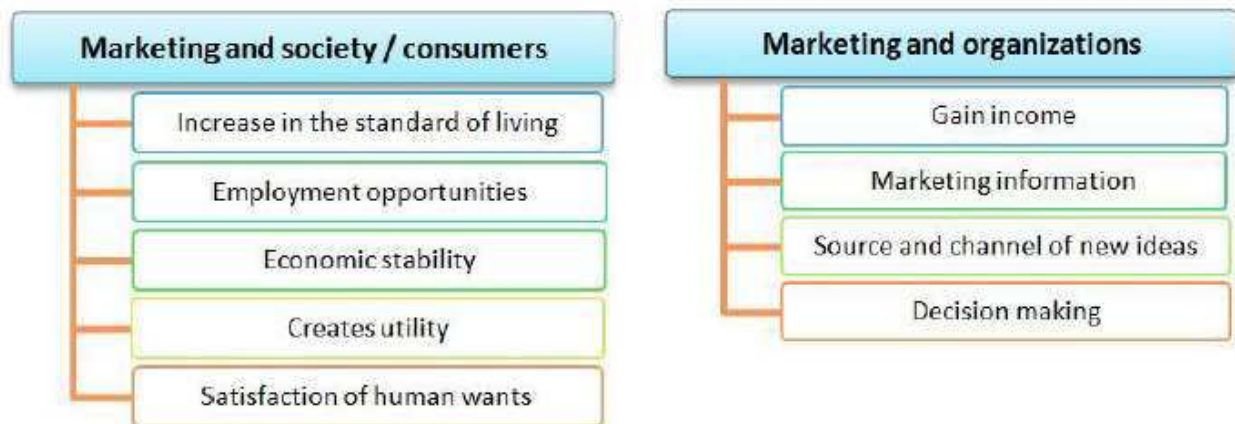 Marketing and society / consumers
Increase in the standard of living
Employment opportunities
Economic stability
Creates utility
Satisfaction of human wants
Marketing and organizations
Gain income
Marketing information
Source and channel of new ideas
Decision making